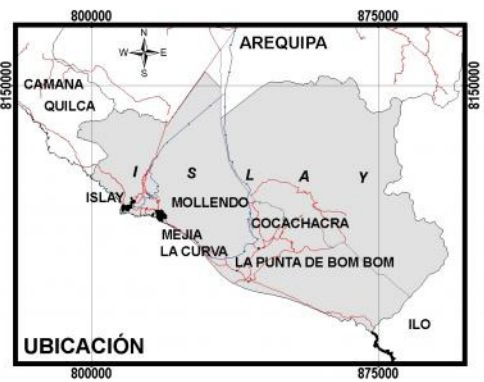 800000 875000
N
W E
S
AREQUIPA
8150000 8150000
CAMANA
QUILCA
I S L A Y
ISLAY
MOLLENDO
COCACHACRA
MEJIA
LA CURVA
LA PUNTA DE BOM BOM
ILO
UBICACIÓN
800000 875000